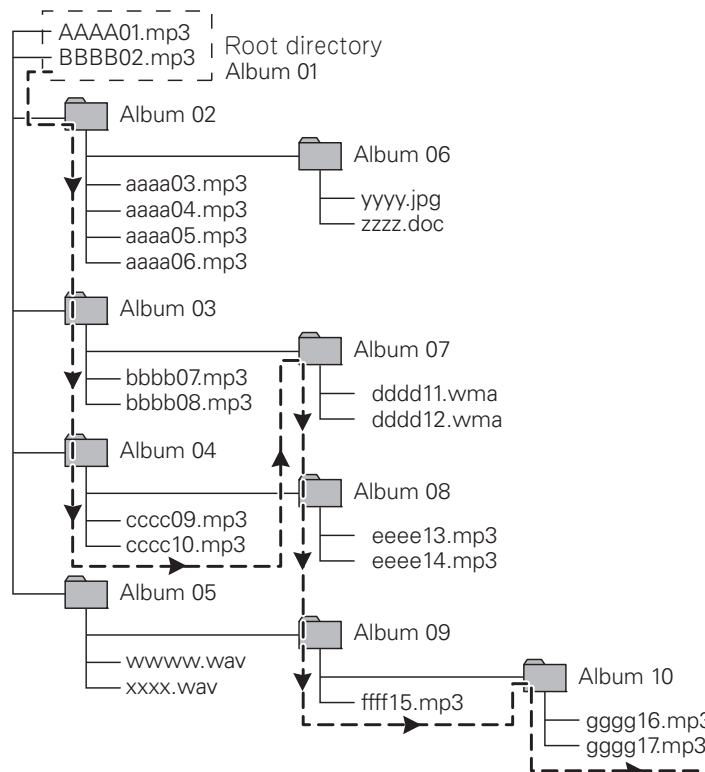 AAAA01.mp3
BBBB02.mp3
Root directory
Album 01
Album 02
Album 06
aaaa03.mp3
aaaa04.mp3
aaaa05.mp3
aaaa06.mp3
yyyy.jpg
zzzz.doc
Album 03
Album 07
bbbb07.mp3
bbbb08.mp3
dddd11.wma
dddd12.wma
Album 04
Album 08
cccc09.mp3
cccc10.mp3
eeee13.mp3
eeee14.mp3
Album 05
Album 09
wwww.wav
xxxx.wav
ffff15.mp3
Album 10
gggg16.mp3
gggg17.mp3